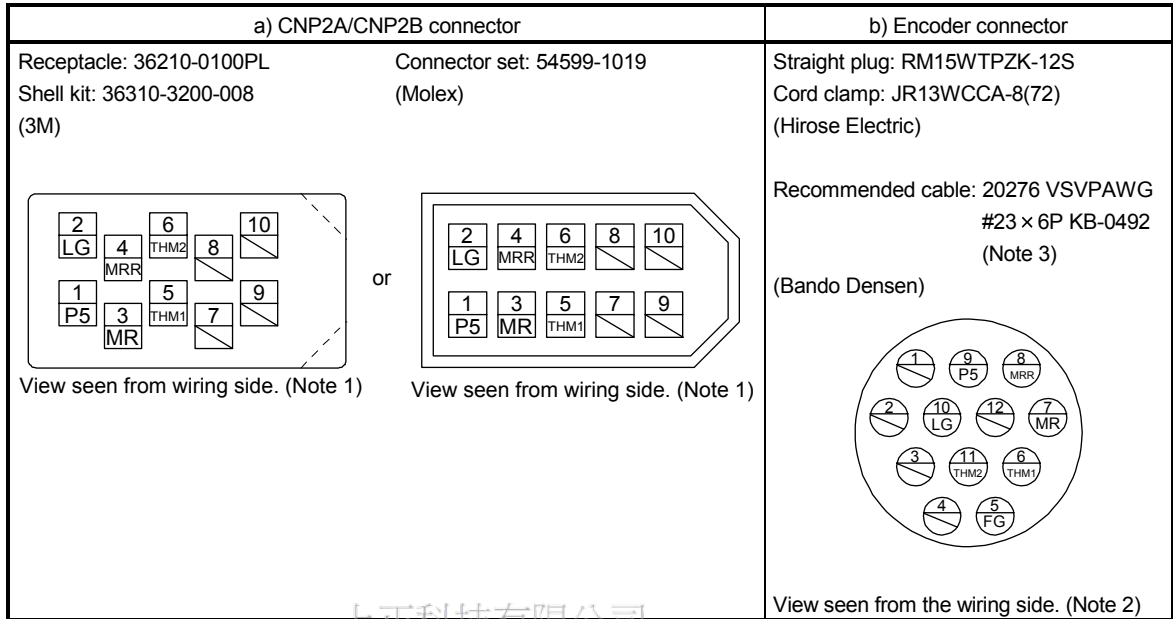 a) CNP2A/CNP2B connector
b) Encoder connector
Receptacle: 36210-0100PL
Shell kit: 36310-3200-008
(3M)
Connector set: 54599-1019
(Molex)
2 6 10
LG 4 THM2 8
MRR
1 5 9
P5 3 THM1 7
MR
View seen from wiring side. (Note 1)
or
2 4 6 8 10
LG MRR THM2
1 3 5 7 9
P5 MR THM1
View seen from wiring side. (Note 1)
Straight plug: RM15WTPZK-12S
Cord clamp: JR13WCCA-8(72)
(Hirose Electric)
Recommended cable: 20276 VSVPAWG
#23 × 6P KB-0492
(Note 3)
(Bando Densen)
1 9 8
P5 MRR
2 10 12 7
LG MR
3 11 6
THM2 THM1
4 5
FG
View seen from the wiring side. (Note 2)